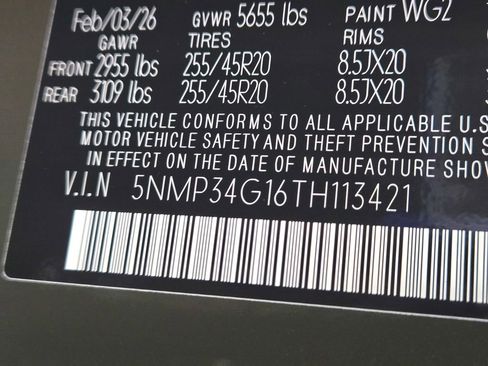 Feb/03/26 GVWR 5655 lbs PAINT WG2
GAWR TIRES RIMS
FRONT 2955 lbs 255/45R20 8.5JX20
REAR 3109 lbs 255/45R20 8.5JX20
THIS VEHICLE CONFORMS TO ALL APPLICABLE U.S
MOTOR VEHICLE SAFETY AND THEFT PREVENTION
IN EFFECT ON THE DATE OF MANUFACTURE SHOW
V.I.N 5NMP34G16TH113421